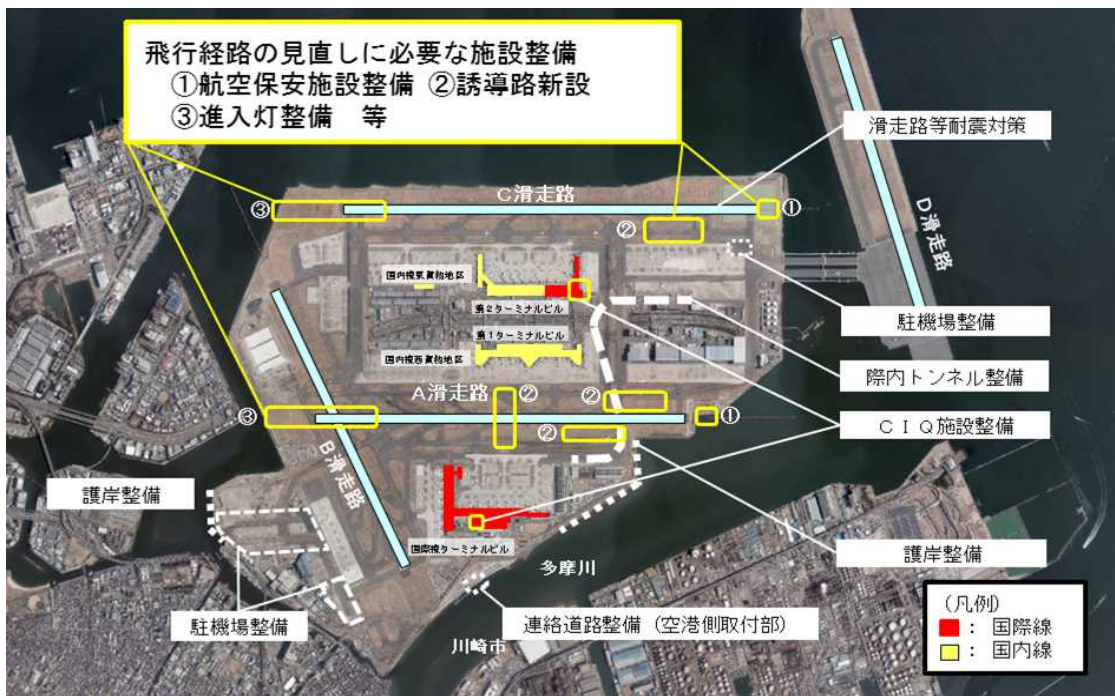 飛行経路の見直しに必要な施設整備
①航空保安施設整備 ②誘導路新設
③進入灯整備 等
滑走路等耐震対策
C滑走路
③
①
②
D滑走路
国内線東貨物地区
第2ターミナルビル
駐機場整備
第1ターミナルビル
国内線西貨物地区
際内トンネル整備
A滑走路
②
②
③
①
CIQ施設整備
②
B滑走路
護岸整備
国際線ターミナルビル
護岸整備
多摩川
駐機場整備
連絡道路整備(空港側取付部)
川崎市
(凡例)
: 国際線
: 国内線